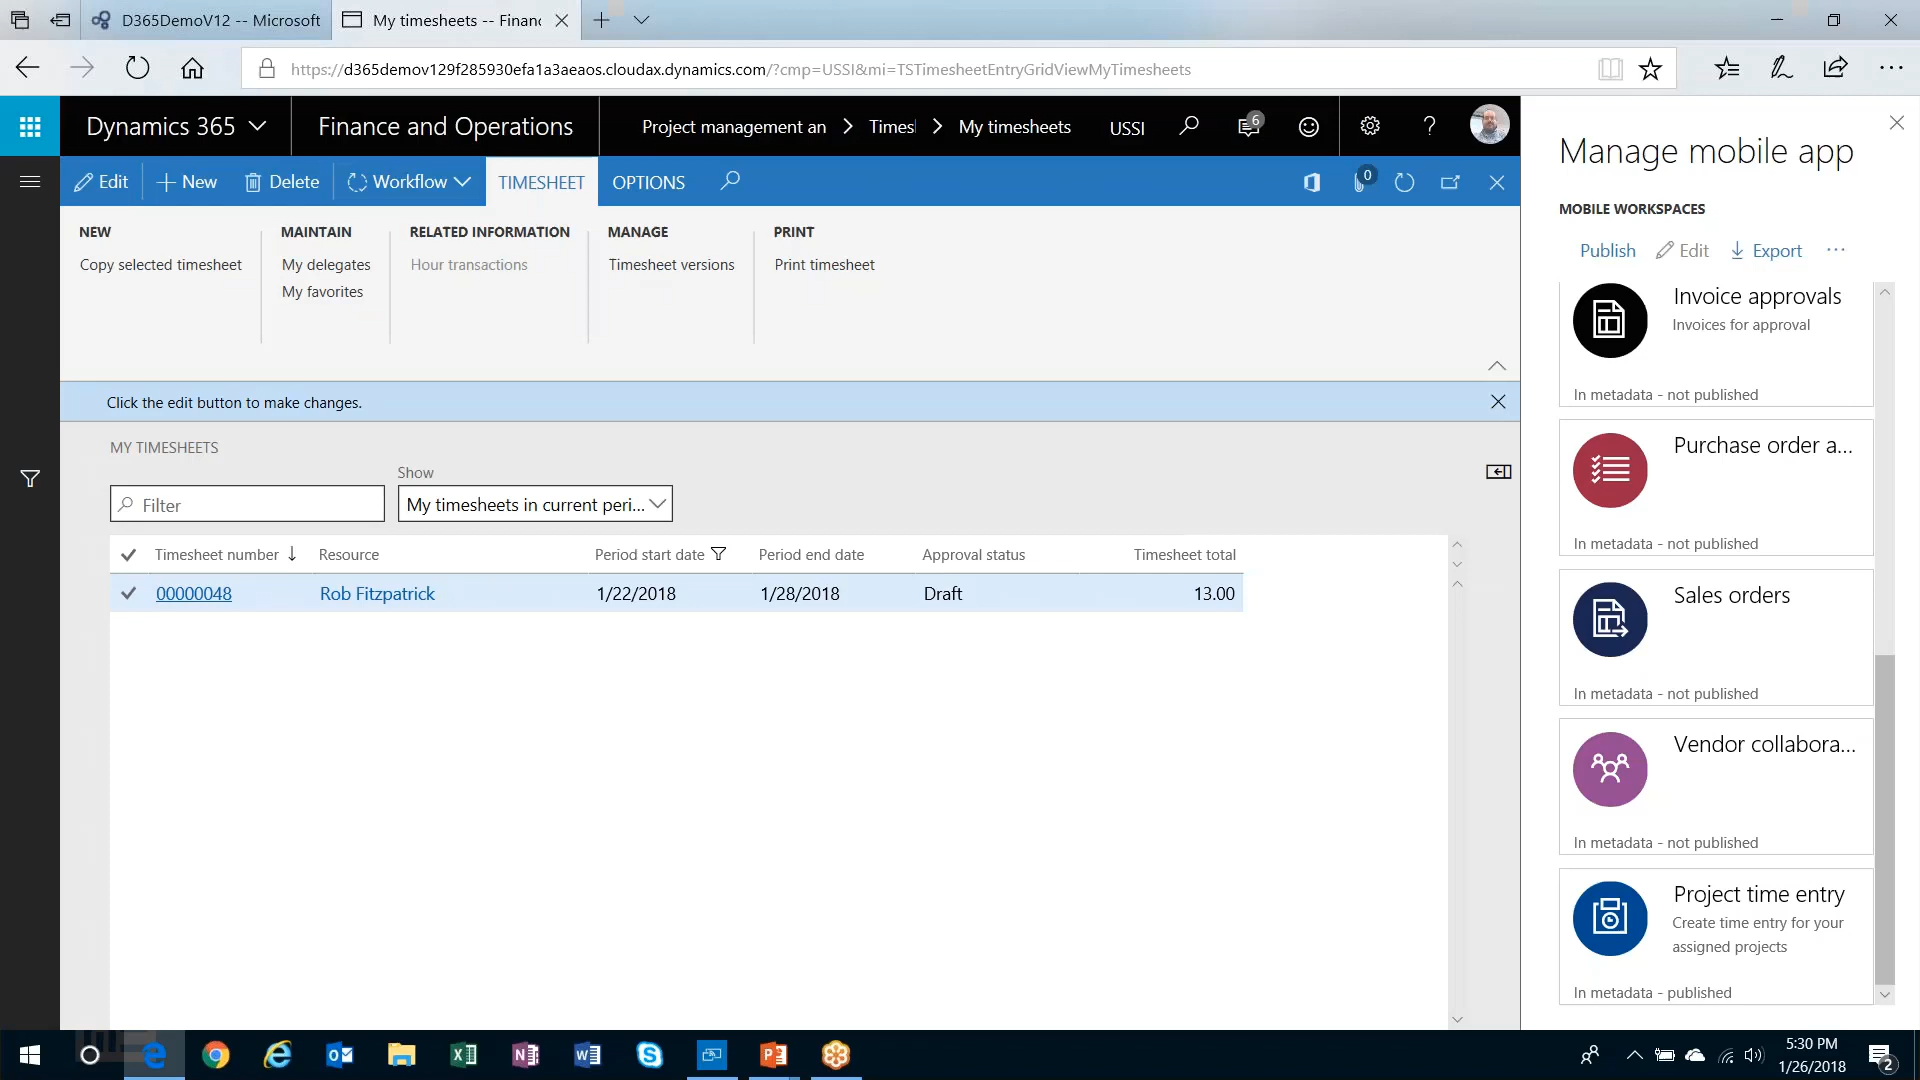 D365DemoV12 -- Microsoft
My timesheets -- Finan
https://d365demov129f285930efa1a3aeaos.cloudax.dynamics.com/?cmp=USSI&mi=TSTimesheetEntryGridViewMyTimesheets
Dynamics 365
Finance and Operations
Project management an
Times
My timesheets
USSI
6
?
Edit
New
Delete
Workflow
TIMESHEET
OPTIONS
0
NEW
Copy selected timesheet
MAINTAIN
My delegates
My favorites
RELATED INFORMATION
Hour transactions
MANAGE
Timesheet versions
PRINT
Print timesheet
Click the edit button to make changes.
MY TIMESHEETS
Show
Filter
My timesheets in current peri...
Timesheet number Resource Period start date Period end date Approval status Timesheet total
00000048 Rob Fitzpatrick 1/22/2018 1/28/2018 Draft 13.00
Manage mobile app
MOBILE WORKSPACES
Publish Edit Export ...
Invoice approvals
Invoices for approval
In metadata - not published
Purchase order a...
In metadata - not published
Sales orders
In metadata - not published
Vendor collabora...
In metadata - not published
Project time entry
Create time entry for your
assigned projects
In metadata - published
5:30 PM
1/26/2018
2